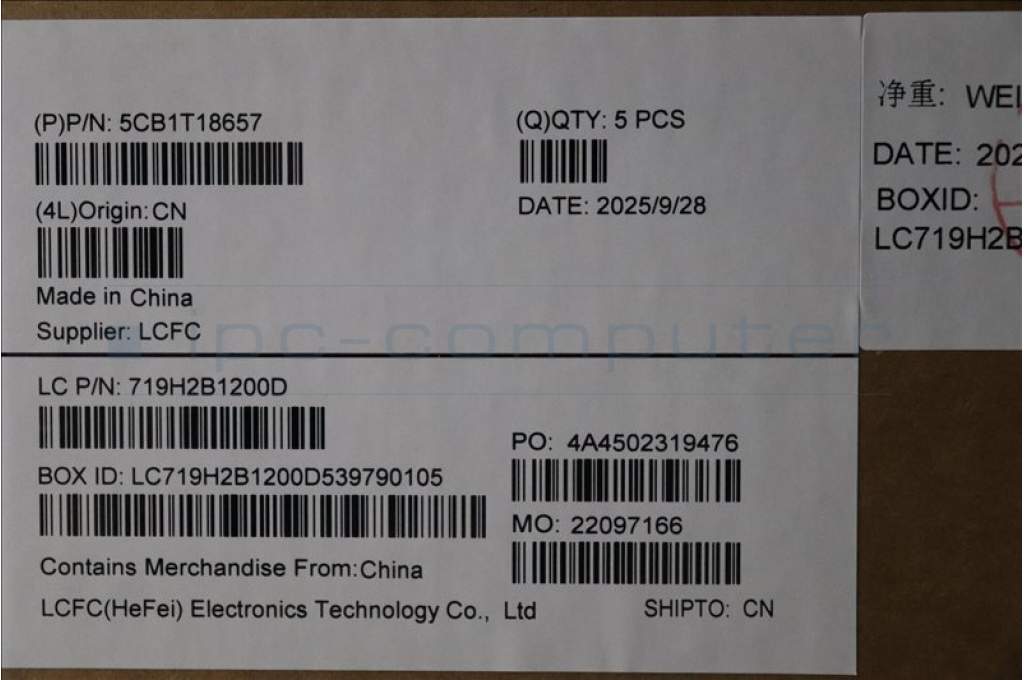 (P)P/N: 5CB1T18657
(Q)QTY: 5 PCS
(4L)Origin:CN
DATE: 2025/9/28
Made in China
Supplier: LCFC
LC P/N: 719H2B1200D
PO: 4A4502319476
BOX ID: LC719H2B1200D539790105
MO: 22097166
Contains Merchandise From:China
LCFC(HeFei) Electronics Technology Co., Ltd
SHIPTO: CN
净重: WEI
DATE: 202
BOXID:
LC719H2B
ipc-computer